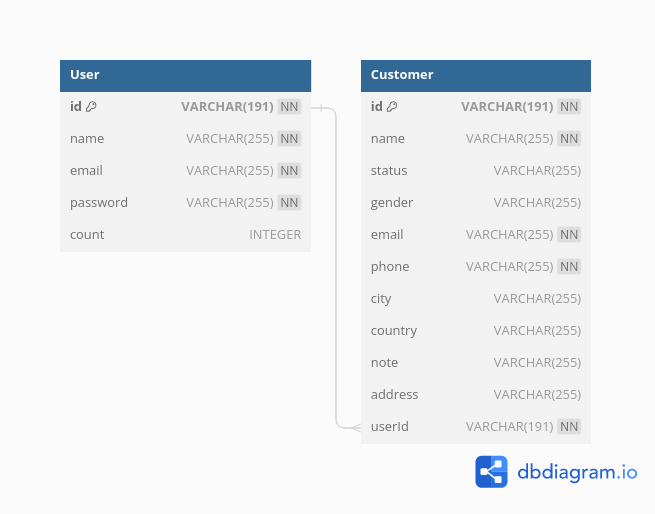 User
id VARCHAR(191) NN
name VARCHAR(255) NN
email VARCHAR(255) NN
password VARCHAR(255) NN
count INTEGER
Customer
id VARCHAR(191) NN
name VARCHAR(255) NN
status VARCHAR(255)
gender VARCHAR(255)
email VARCHAR(255) NN
phone VARCHAR(255) NN
city VARCHAR(255)
country VARCHAR(255)
note VARCHAR(255)
address VARCHAR(255)
userId VARCHAR(191) NN
dbdiagram.io